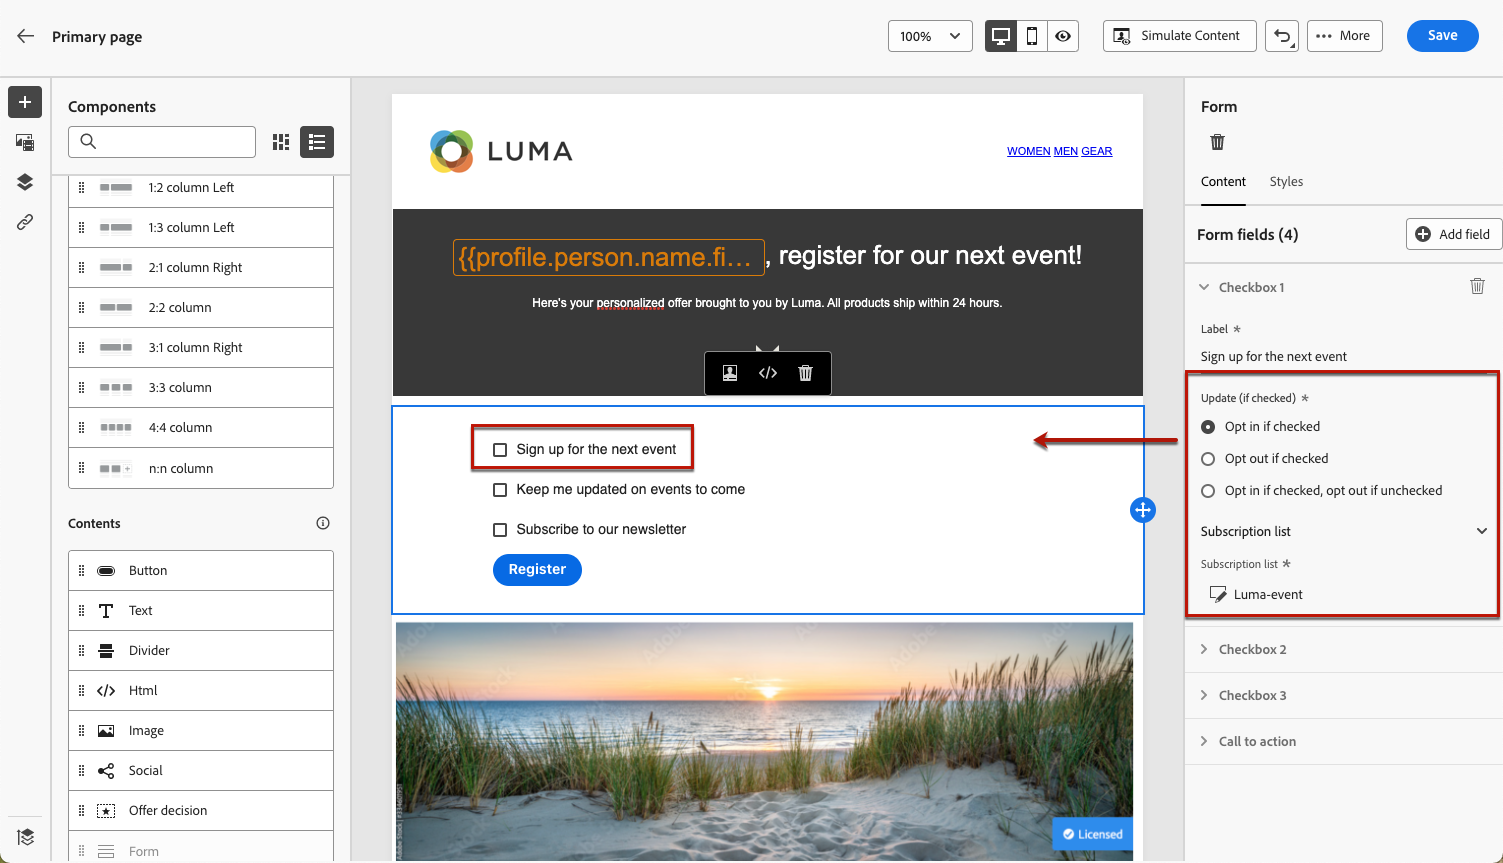 Primary page
100%
Simulate Content
More
Save
Components
1:2 column Left
1:3 column Left
2:1 column Right
2:2 column
3:1 column Right
3:3 column
4:4 column
n:n column
Contents
Button
Text
Divider
Html
Image
Social
Offer decision
Form
LUMA
WOMEN MEN GEAR
{{profile.person.name.fi... , register for our next event!
Here's your personalized offer brought to you by Luma. All products ship within 24 hours.
Sign up for the next event
Keep me updated on events to come
Subscribe to our newsletter
Register
Licensed
Form
Content Styles
Form fields (4)
Add field
Checkbox 1
Label *
Sign up for the next event
Update (if checked) *
Opt in if checked
Opt out if checked
Opt in if checked, opt out if unchecked
Subscription list
Subscription list *
Luma-event
Checkbox 2
Checkbox 3
Call to action